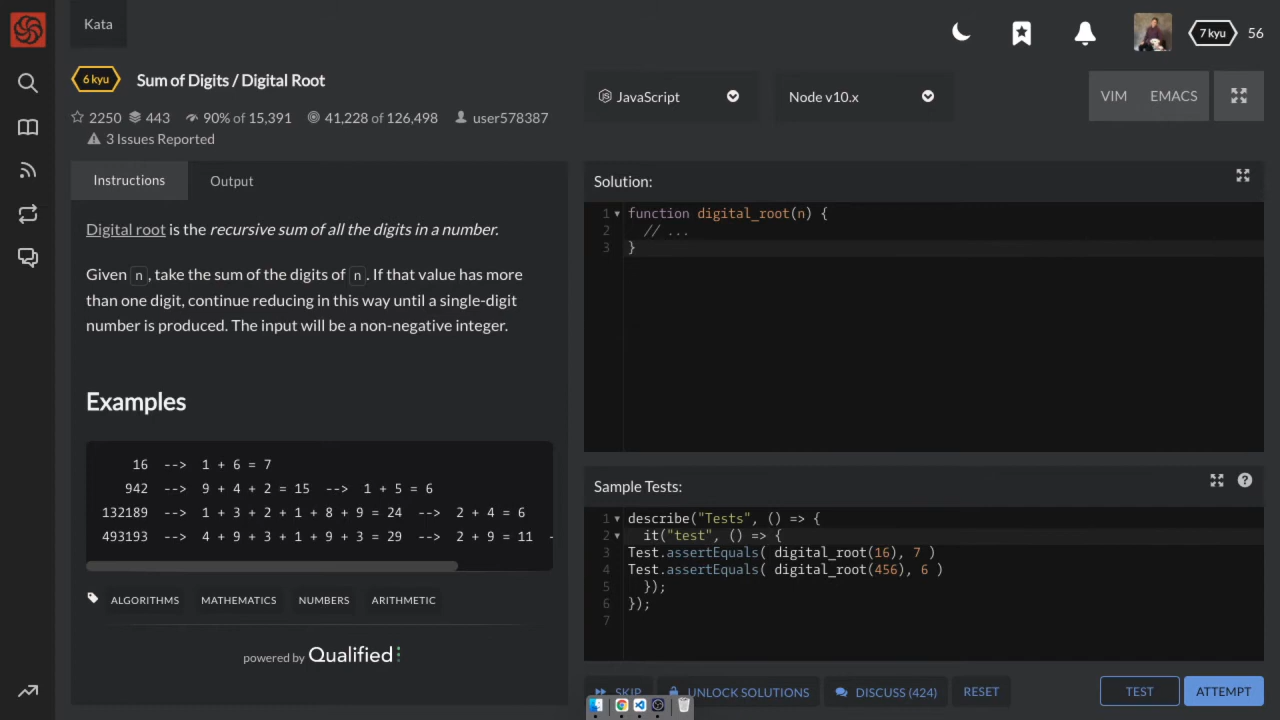 Kata
7 kyu 56
6 kyu Sum of Digits / Digital Root
2250 443 90% of 15,391 41,228 of 126,498 user578387
3 Issues Reported
JavaScript
Node v10.x
VIM EMACS
Instructions Output
Digital root is the recursive sum of all the digits in a number.
Given n, take the sum of the digits of n. If that value has more
than one digit, continue reducing in this way until a single-digit
number is produced. The input will be a non-negative integer.
Examples
16 --> 1 + 6 = 7
942 --> 9 + 4 + 2 = 15 --> 1 + 5 = 6
132189 --> 1 + 3 + 2 + 1 + 8 + 9 = 24 --> 2 + 4 = 6
493193 --> 4 + 9 + 3 + 1 + 9 + 3 = 29 --> 2 + 9 = 11 -
ALGORITHMS MATHEMATICS NUMBERS ARITHMETIC
powered by Qualified
Solution:
1 function digital_root(n) {
2 // ...
3 }
Sample Tests:
1 describe("Tests", () => {
2 it("test", () => {
3 Test.assertEquals( digital_root(16), 7 )
4 Test.assertEquals( digital_root(456), 6 )
5 });
6 });
7
SKIP UNLOCK SOLUTIONS DISCUSS (424) RESET TEST ATTEMPT